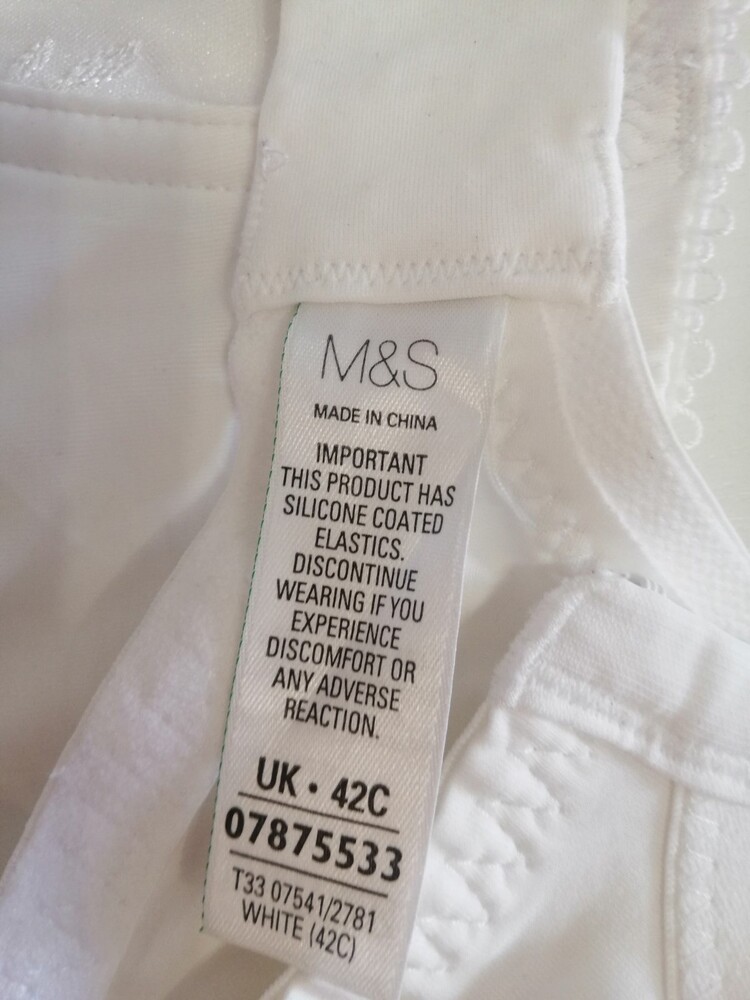 M&S
MADE IN CHINA
IMPORTANT
THIS PRODUCT HAS
SILICONE COATED
ELASTICS.
DISCONTINUE
WEARING IF YOU
EXPERIENCE
DISCOMFORT OR
ANY ADVERSE
REACTION.
UK • 42C
07875533
T33 07541/2781
WHITE (42C)